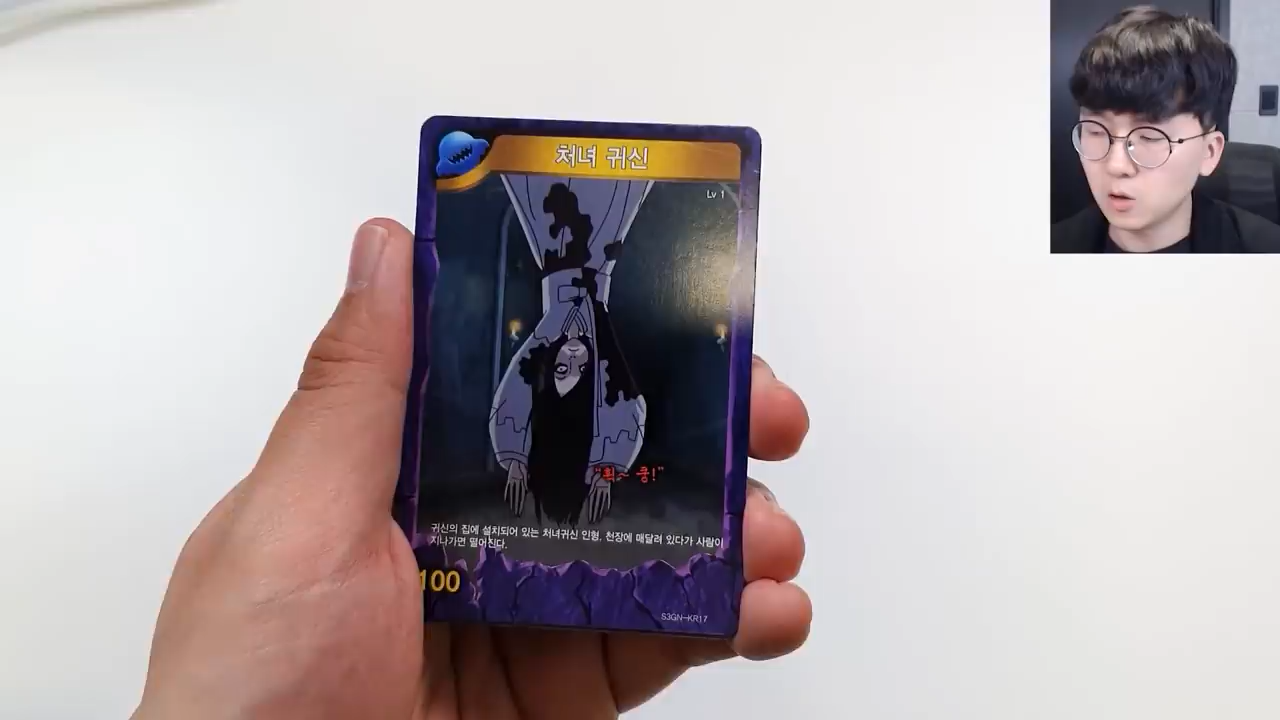 처녀 귀신
Lv 1
"휙~ 쿵!"
귀신의 집에 설치되어 있는 처녀귀신 인형. 천장에 매달려 있다가 사람이
지나가면 떨어진다.
100
S3GN-KR17